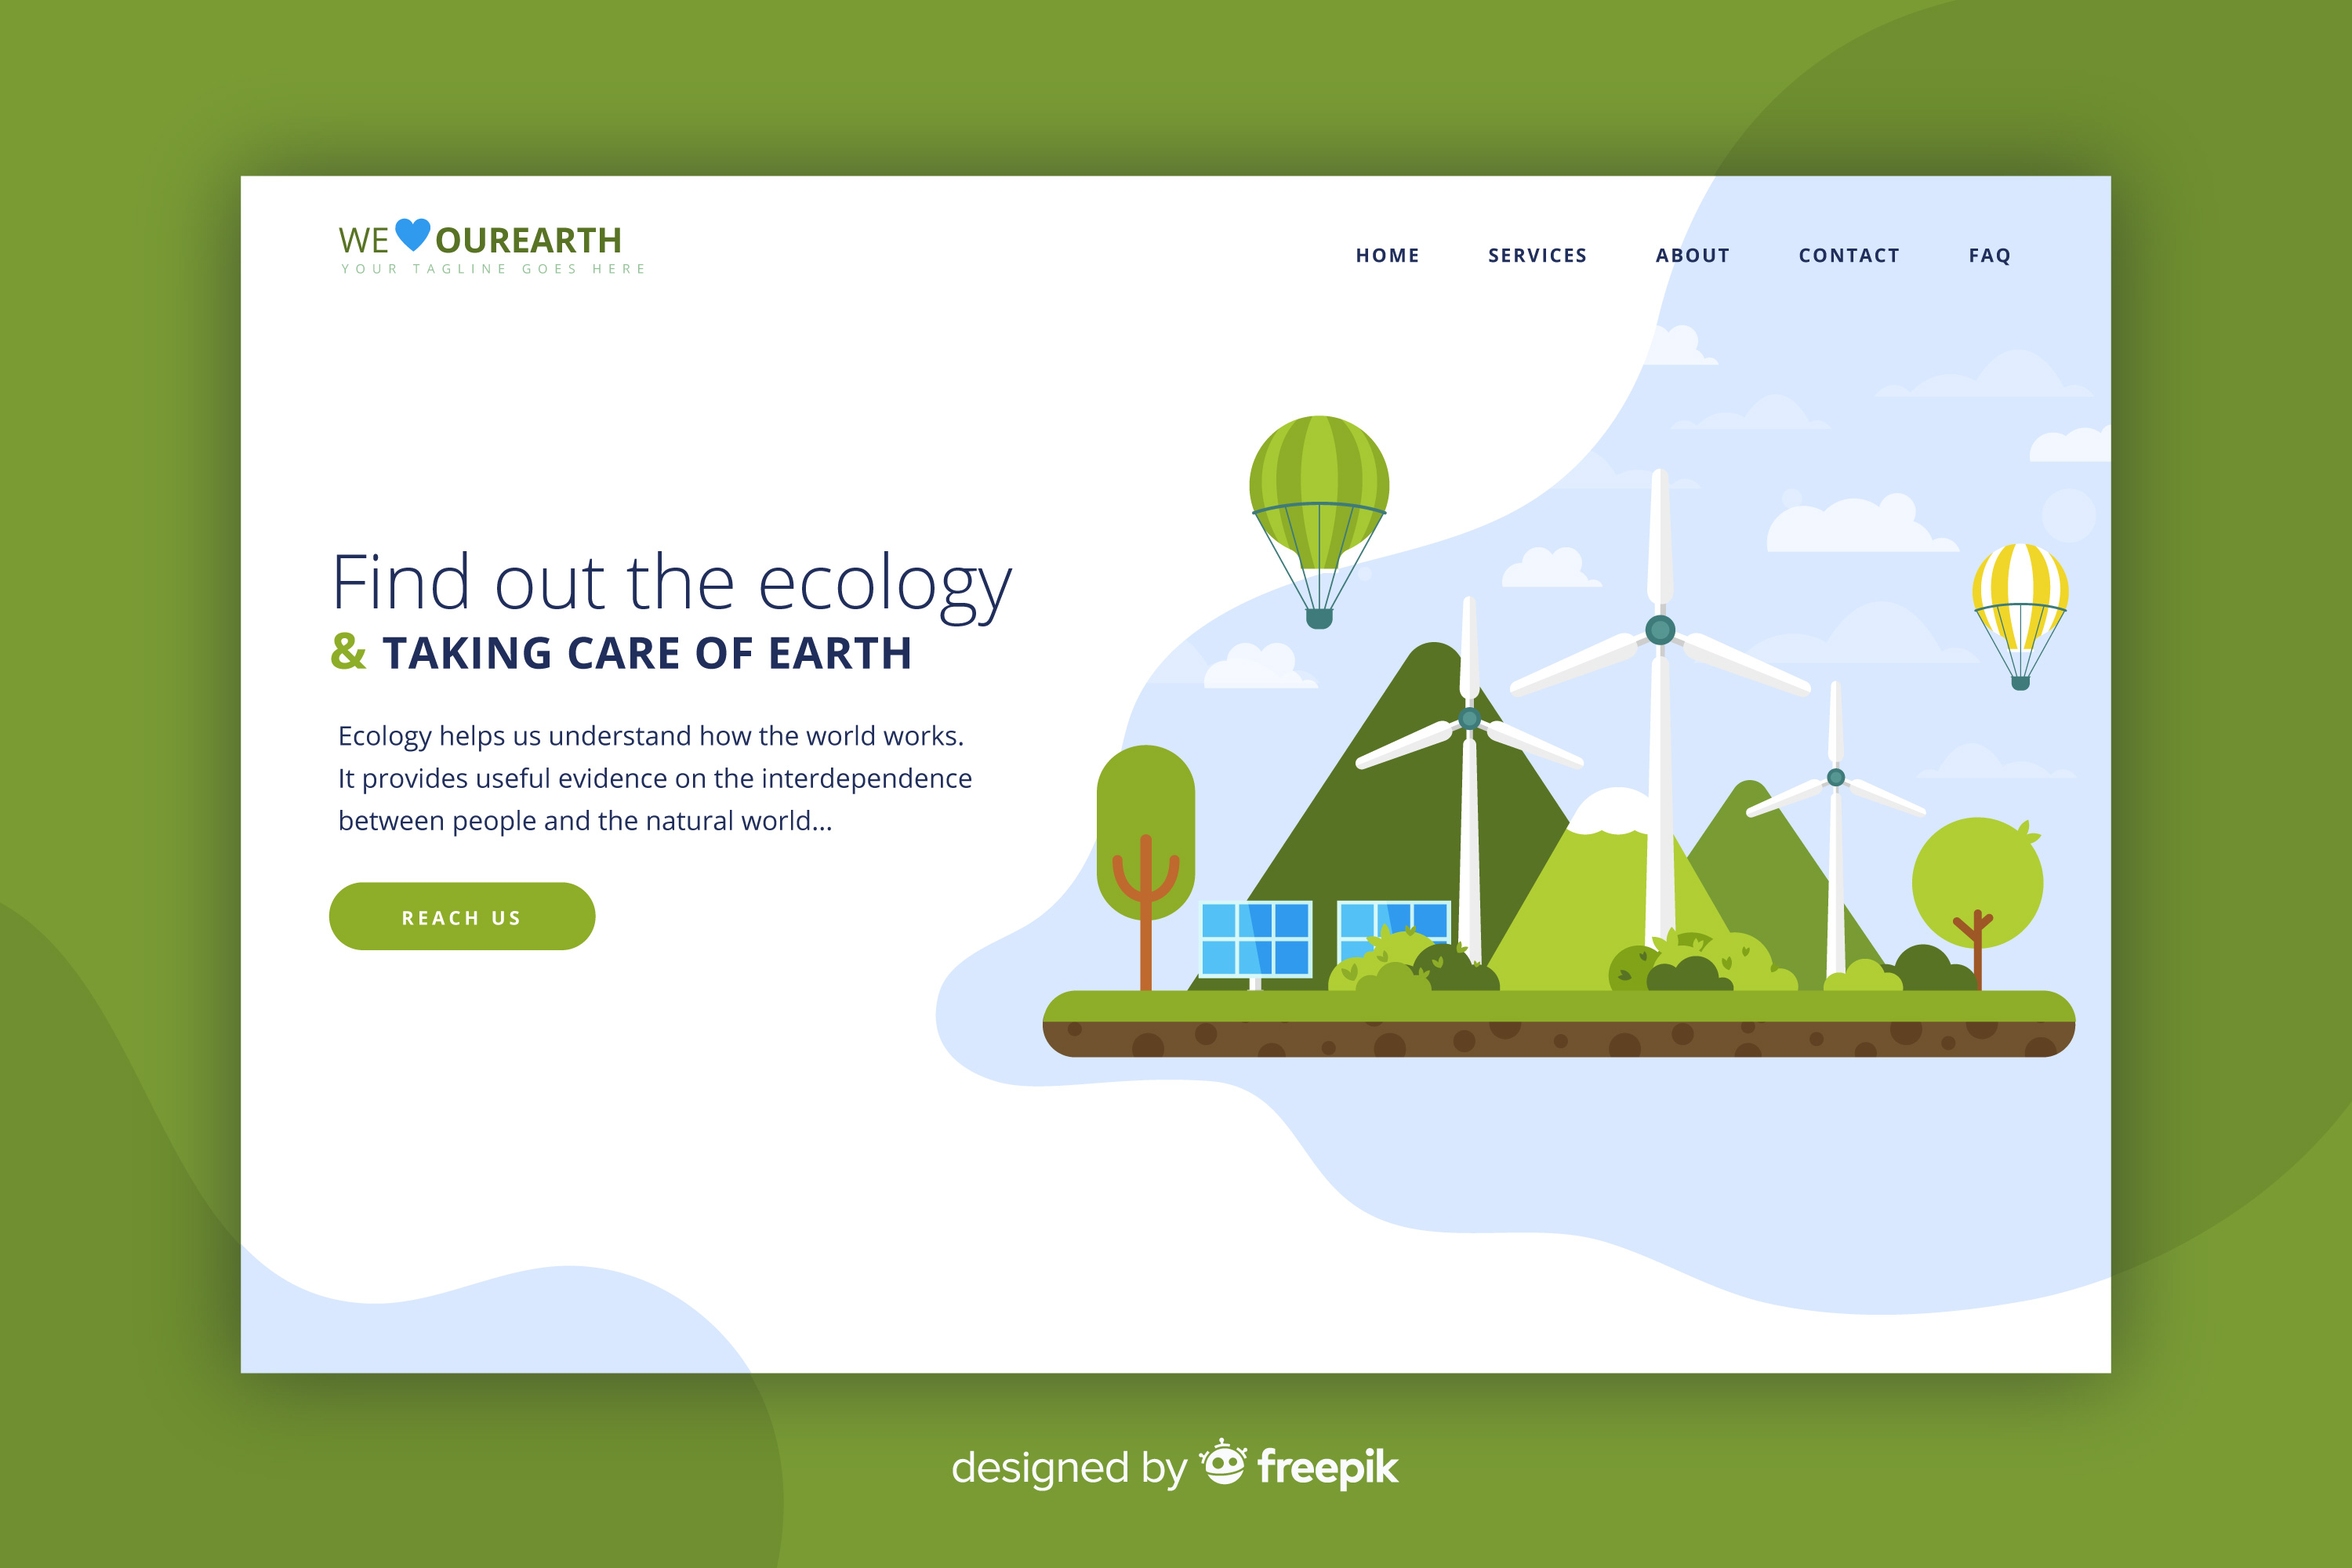 WE OUREARTH
YOUR TAGLINE GOES HERE
HOME SERVICES ABOUT CONTACT FAQ
Find out the ecology
& TAKING CARE OF EARTH
Ecology helps us understand how the world works.
It provides useful evidence on the interdependence
between people and the natural world...
REACH US
designed by freepik